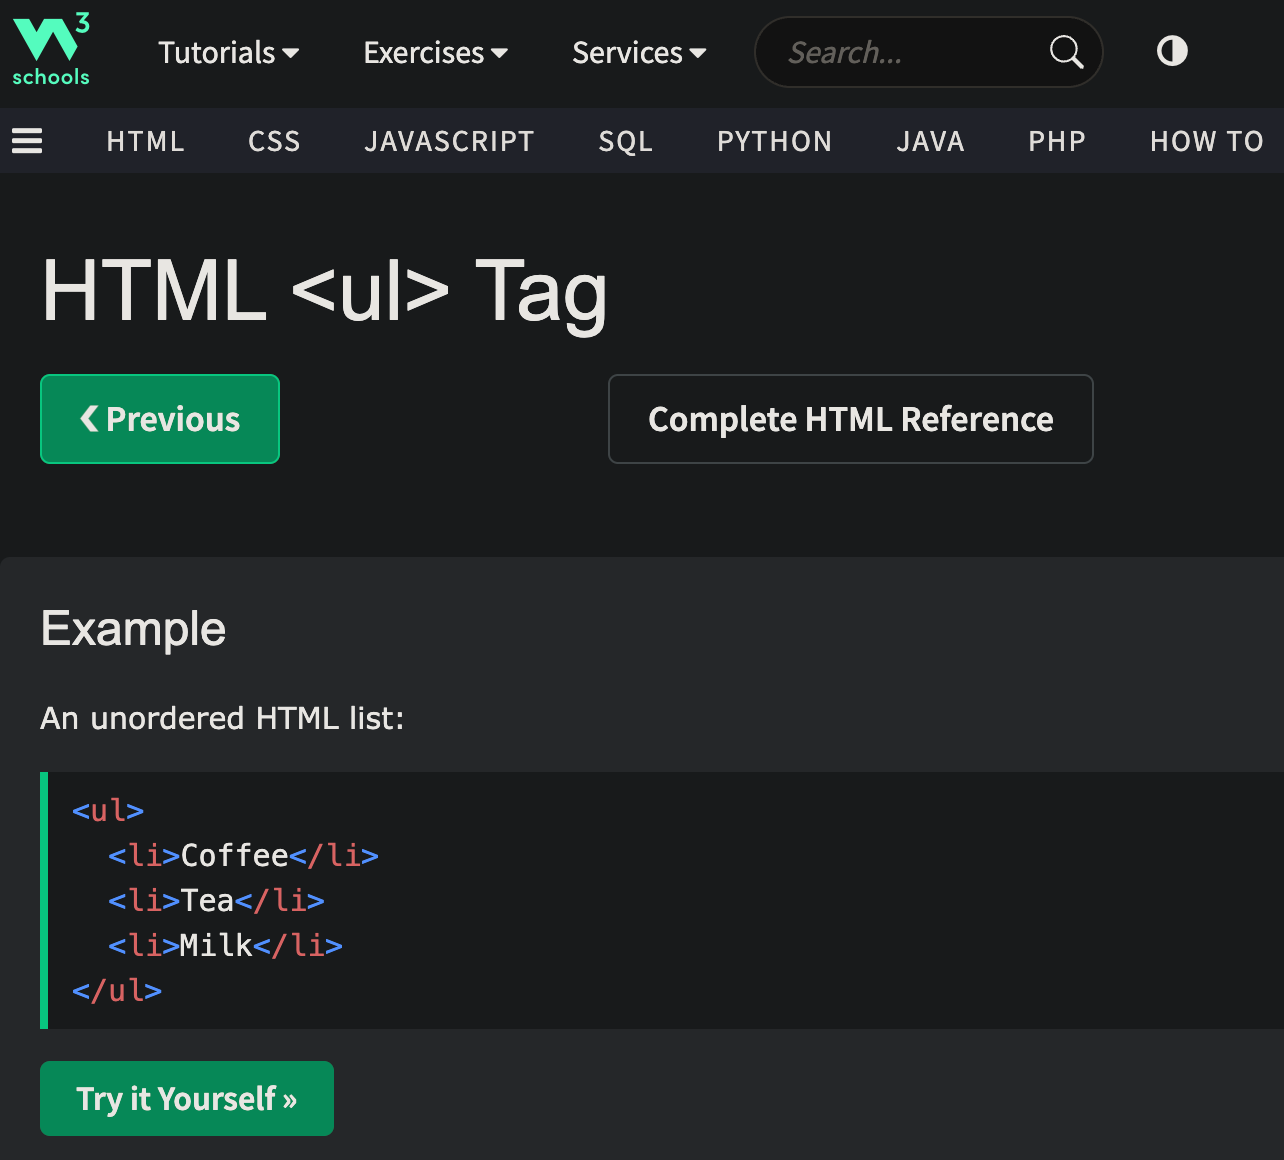 W3
schools
Tutorials Exercises Services Search...
HTML CSS JAVASCRIPT SQL PYTHON JAVA PHP HOW TO
HTML <ul> Tag
❮ Previous Complete HTML Reference
Example
An unordered HTML list:
<ul>
  <li>Coffee</li>
  <li>Tea</li>
  <li>Milk</li>
</ul>
Try it Yourself »